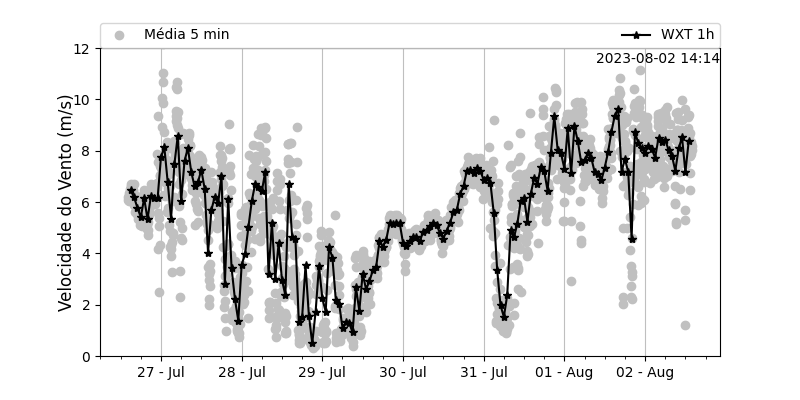 Média 5 min
WXT 1h
2023-08-02 14:14
Velocidade do Vento (m/s)
12
10
8
6
4
2
0
27 - Jul
28 - Jul
29 - Jul
30 - Jul
31 - Jul
01 - Aug
02 - Aug